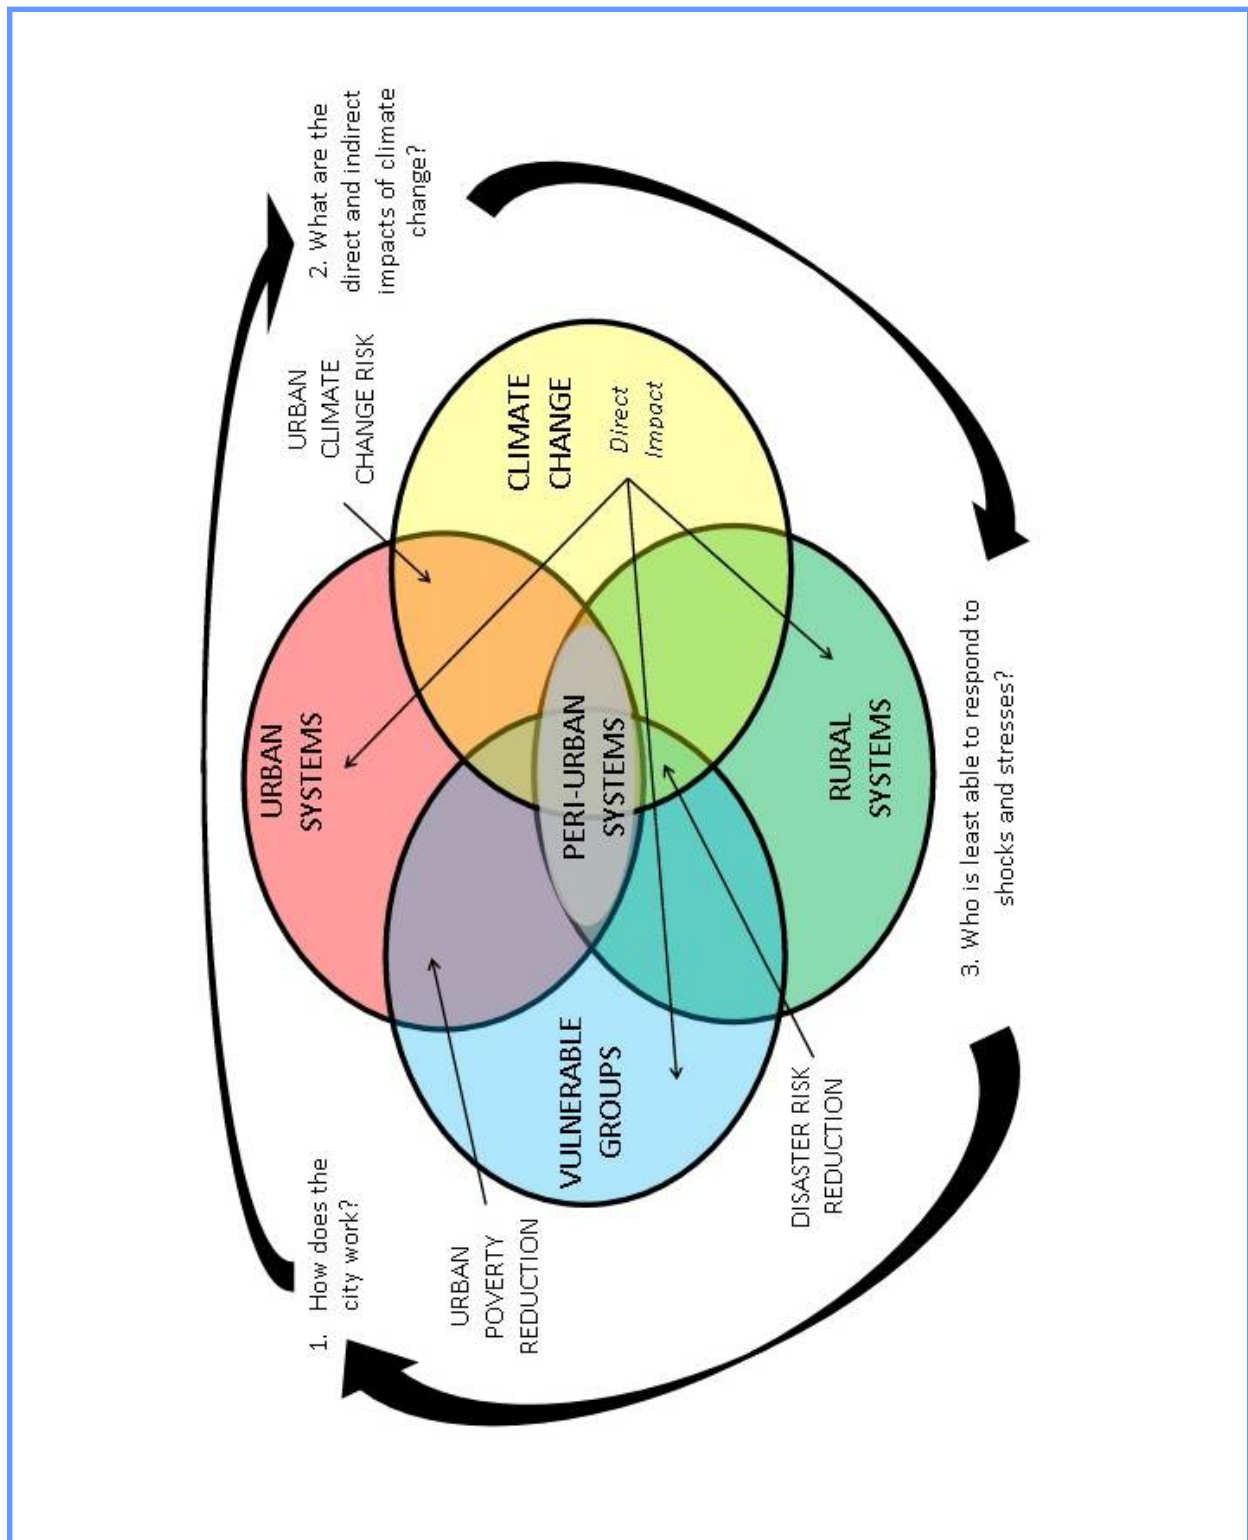 1. How does the
city work?
2. What are the
direct and indirect
impacts of climate
change?
URBAN
CLIMATE
CHANGE RISK
URBAN
SYSTEMS
URBAN
POVERTY
REDUCTION
VULNERABLE
GROUPS
PERI-URBAN
SYSTEMS
CLIMATE
CHANGE
Direct
Impact
RURAL
SYSTEMS
DISASTER RISK
REDUCTION
3. Who is least able to respond to
shocks and stresses?